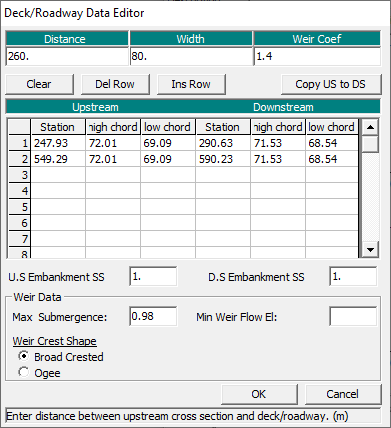 Deck/Roadway Data Editor
Distance Width Weir Coef
260. 80. 1.4
Clear Del Row Ins Row Copy US to DS
Upstream Downstream
Station high chord low chord Station high chord low chord
1 247.93 72.01 69.09 290.63 71.53 68.54
2 549.29 72.01 69.09 590.23 71.53 68.54
3
4
5
6
7
8
U.S Embankment SS 1. D.S Embankment SS 1.
Weir Data
Max Submergence: 0.98 Min Weir Flow El:
Weir Crest Shape
Broad Crested
Ogee
OK Cancel
Enter distance between upstream cross section and deck/roadway. (m)